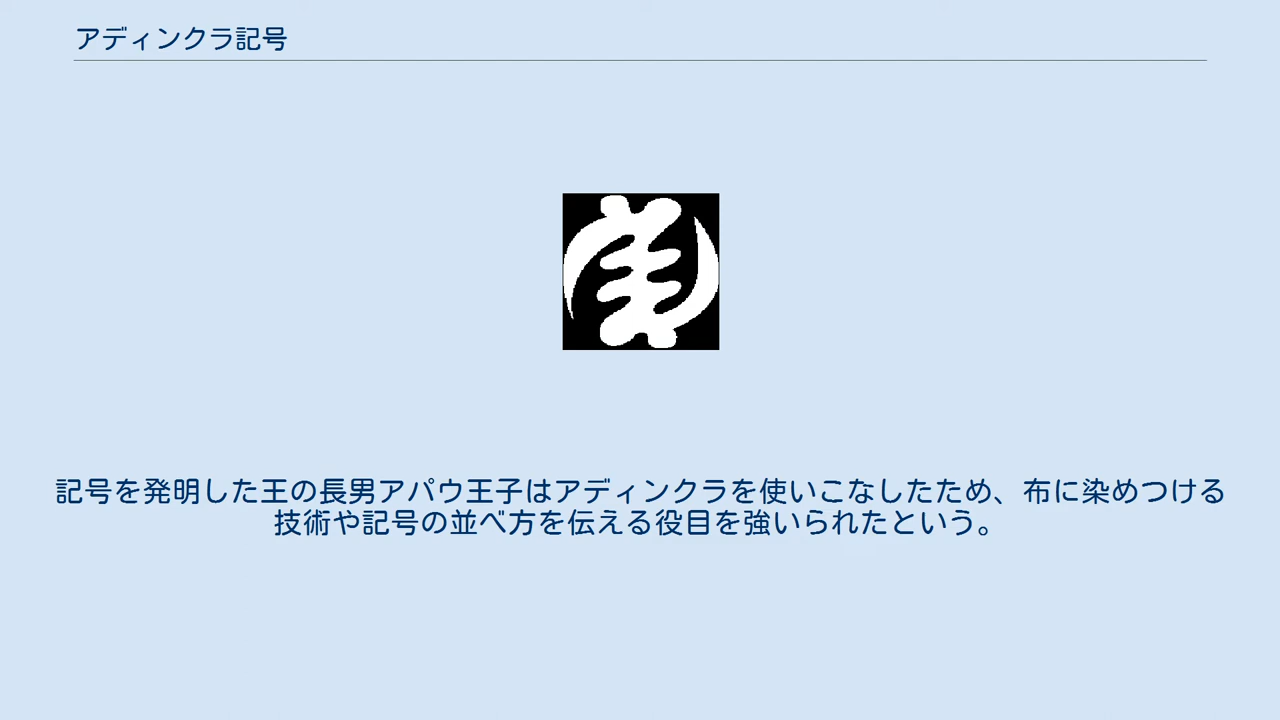 アディンクラ記号
記号を発明した王の長男アパウ王子はアディンクラを使いこなしたため、布に染めつける
技術や記号の並べ方を伝える役目を強いられたという。